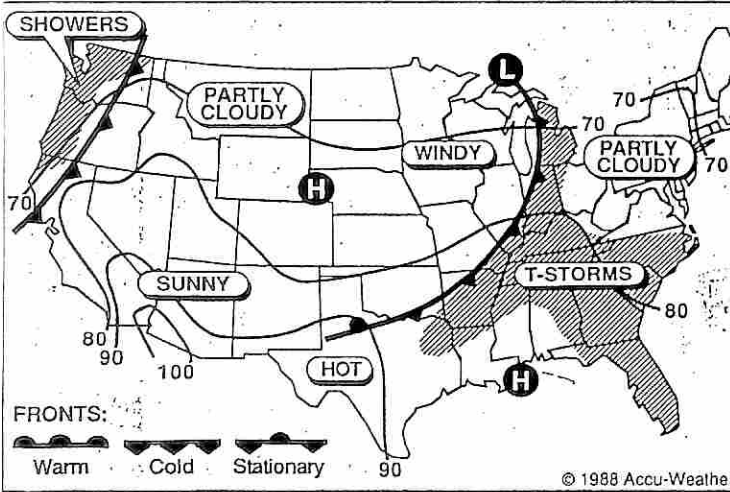 SHOWERS
L
PARTLY
CLOUDY
70
70
WINDY
PARTLY
CLOUDY
70
H
70
SUNNY
T-STORMS
80
80
90
100
HOT
H
FRONTS:
Warm
Cold
Stationary
90
© 1988 Accu-Weathe